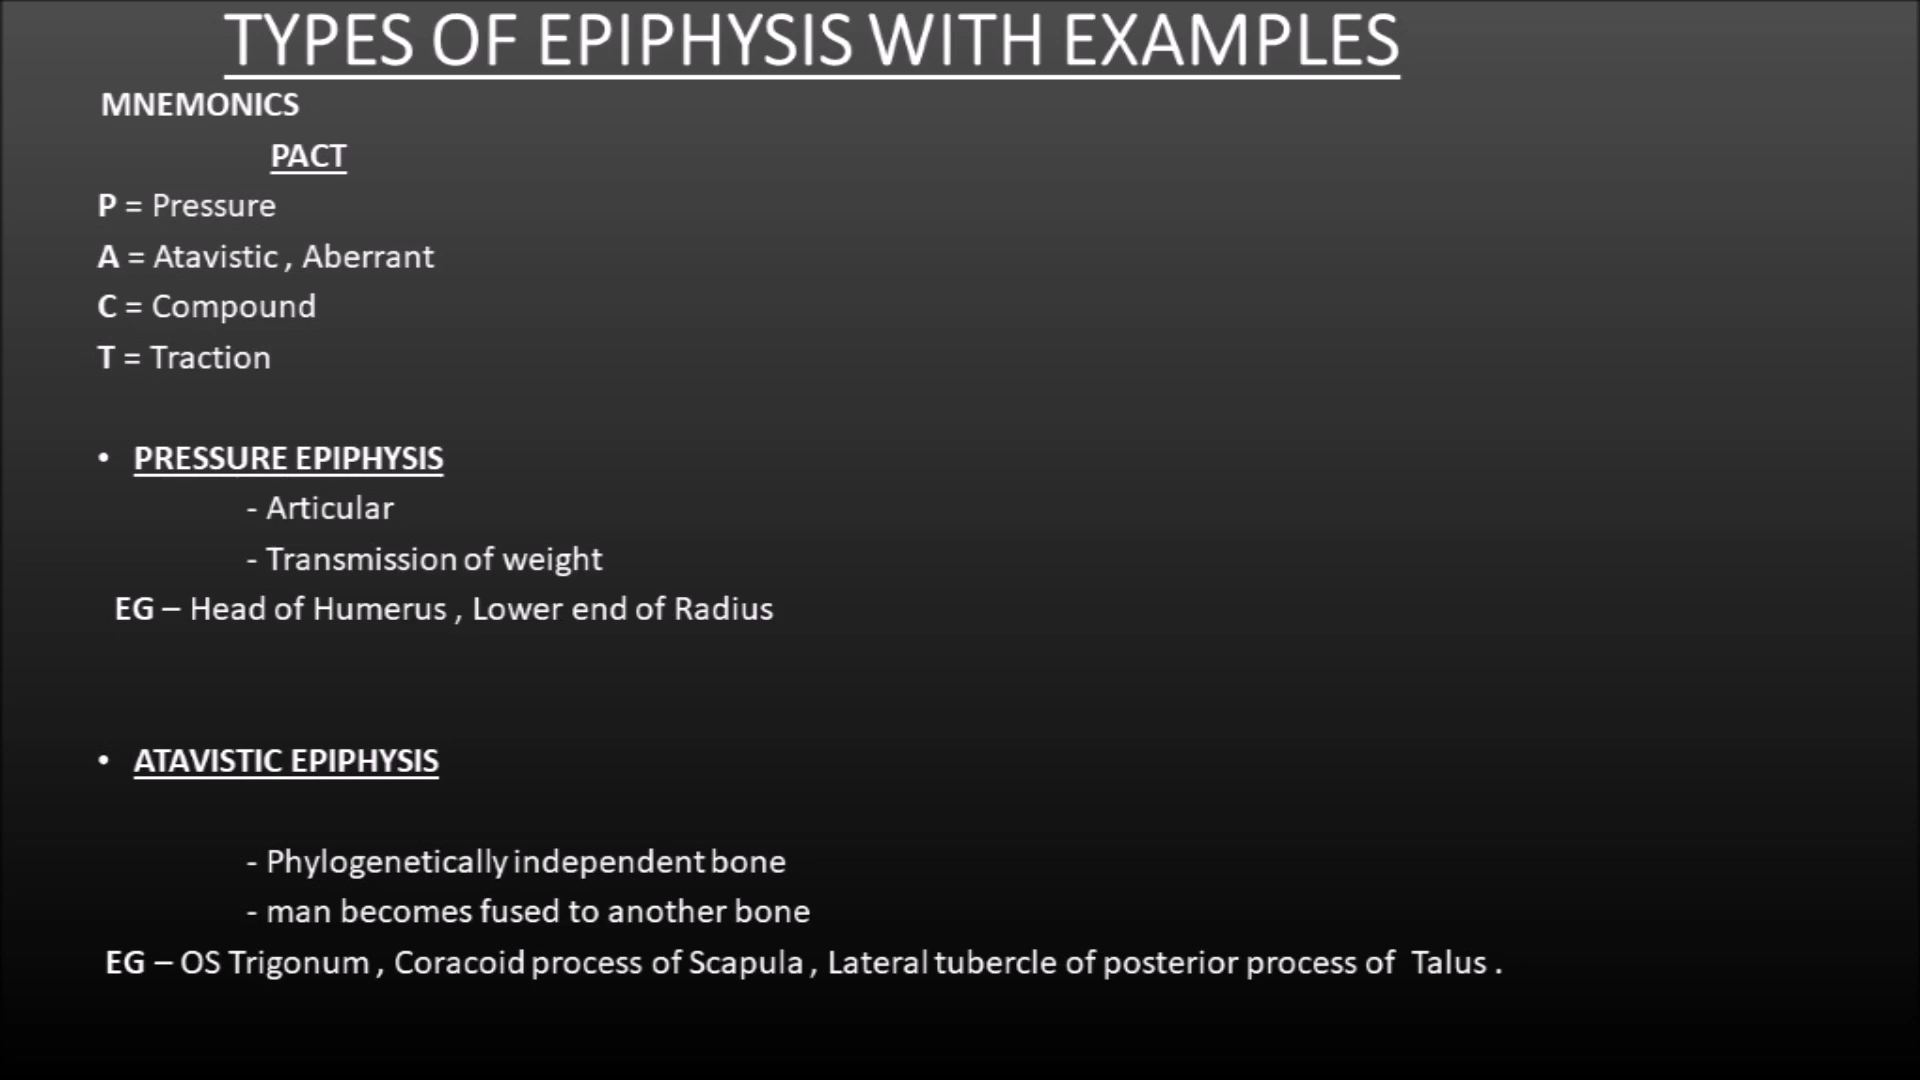 TYPES OF EPIPHYSIS WITH EXAMPLES
MNEMONICS
PACT
P = Pressure
A = Atavistic , Aberrant
C = Compound
T = Traction
• PRESSURE EPIPHYSIS
- Articular
- Transmission of weight
EG – Head of Humerus , Lower end of Radius
• ATAVISTIC EPIPHYSIS
- Phylogenetically independent bone
- man becomes fused to another bone
EG – OS Trigonum , Coracoid process of Scapula , Lateral tubercle of posterior process of Talus .